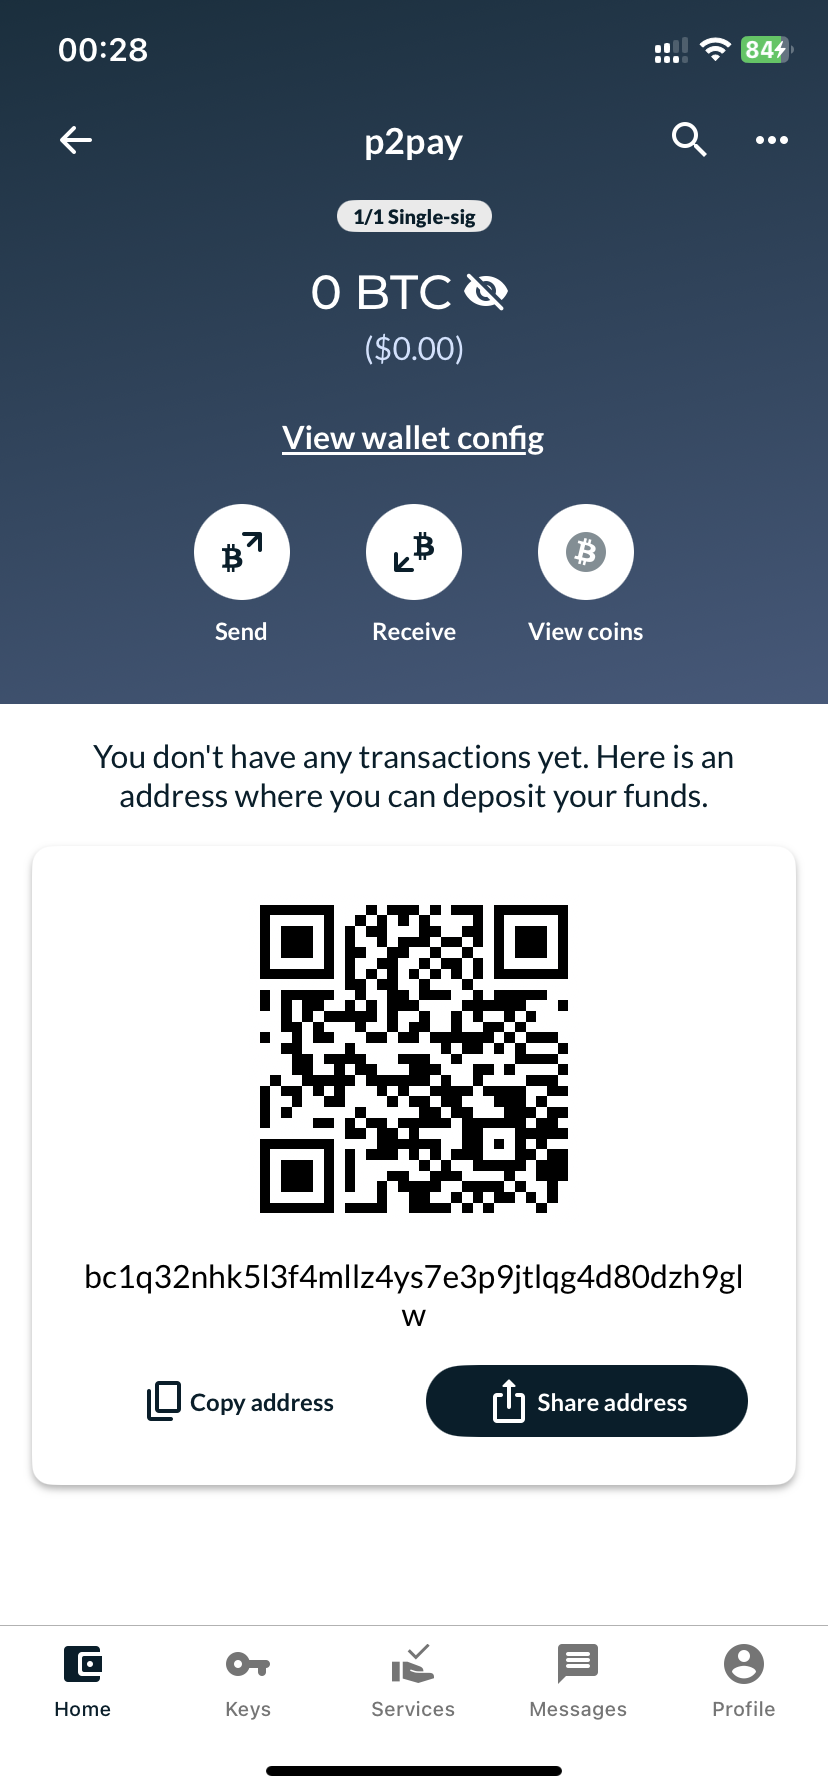 00:28
84
p2pay
1/1 Single-sig
0 BTC
($0.00)
View wallet config
Send
Receive
View coins
You don't have any transactions yet. Here is an
address where you can deposit your funds.
bc1q32nhk5l3f4mllz4ys7e3p9jtlqg4d80dzh9gl
w
Copy address
Share address
Home
Keys
Services
Messages
Profile